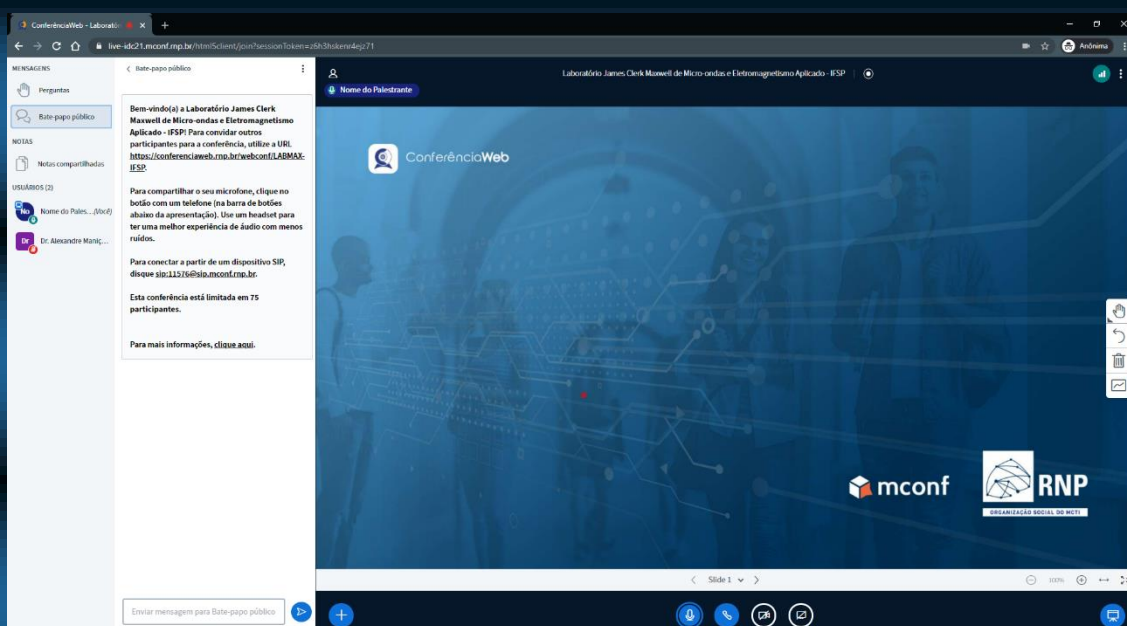 ConferênciaWeb - Laborató
live-idc21.mconf.rnp.br/html5client/join?sessionToken=z6h3hskenr4ejz71
Anônima
MENSAGENS
Perguntas
Bate-papo público
NOTAS
Notas compartilhadas
USUÁRIOS (2)
No
Nome do Pales... (Você)
Dr
Dr. Alexandre Maniç...
Bate-papo público
Bem-vindo(a) a Laboratório James Clerk
Maxwell de Micro-ondas e Eletromagnetismo
Aplicado - IFSP! Para convidar outros
participantes para a conferência, utilize a URL
https://conferenciaweb.rnp.br/webconf/LABMAX-
IFSP.
Para compartilhar o seu microfone, clique no
botão com um telefone (na barra de botões
abaixo da apresentação). Use um headset para
ter uma melhor experiência de áudio com menos
ruídos.
Para conectar a partir de um dispositivo SIP,
disque sip:11576@sip.mconf.rnp.br.
Esta conferência está limitada em 75
participantes.
Para mais informações, clique aqui.
Enviar mensagem para Bate-papo público
Laboratório James Clerk Maxwell de Micro-ondas e Eletromagnetismo Aplicado - IFSP
Nome do Palestrante
ConferênciaWeb
mconf
RNP
ORGANIZAÇÃO SOCIAL DO MCTI
Slide 1
100%